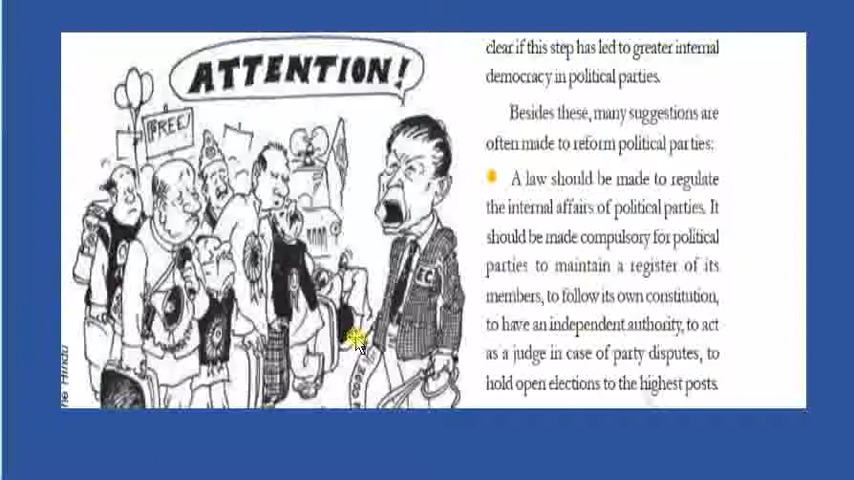 ATTENTION!
FREE!
EC
CODE
The Hindu
clear if this step has led to greater internal
democracy in political parties.
Besides these, many suggestions are
often made to reform political parties:
A law should be made to regulate
the internal affairs of political parties. It
should be made compulsory for political
parties to maintain a register of its
members, to follow its own constitution,
to have an independent authority, to act
as a judge in case of party disputes, to
hold open elections to the highest posts.